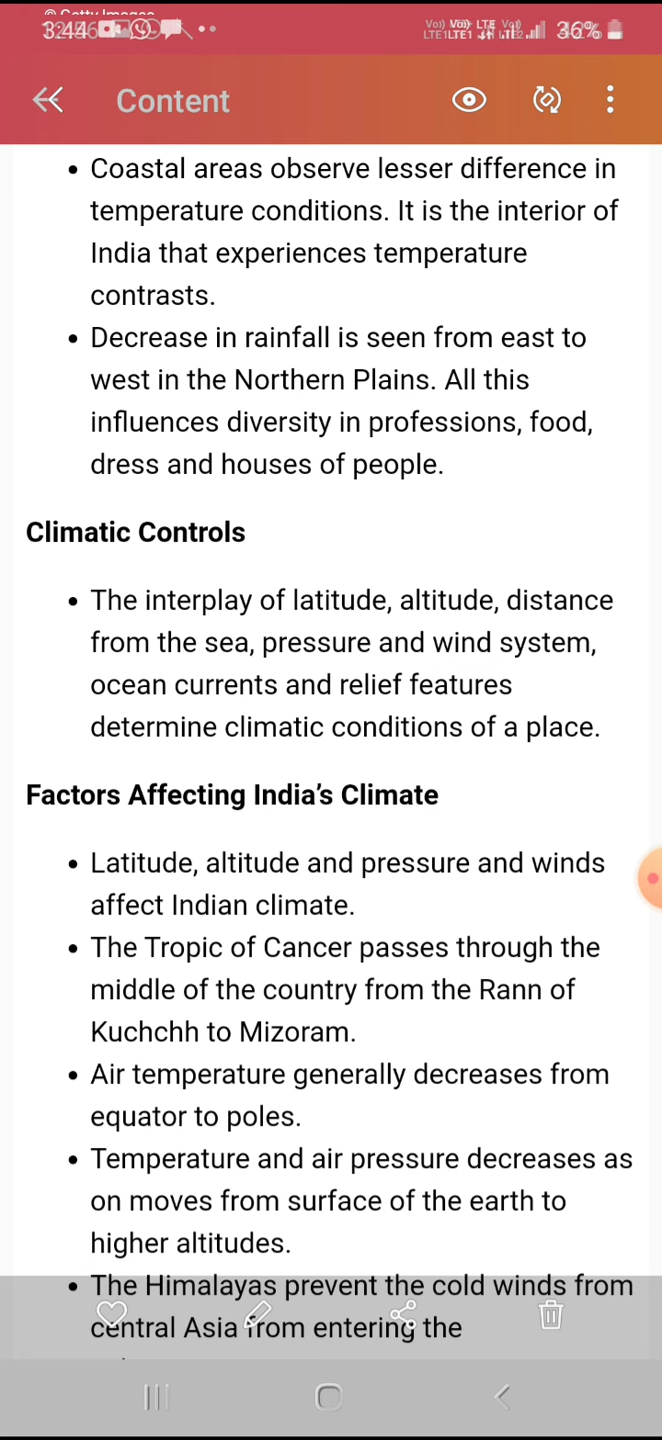 Content
• Coastal areas observe lesser difference in
temperature conditions. It is the interior of
India that experiences temperature
contrasts.
• Decrease in rainfall is seen from east to
west in the Northern Plains. All this
influences diversity in professions, food,
dress and houses of people.
Climatic Controls
• The interplay of latitude, altitude, distance
from the sea, pressure and wind system,
ocean currents and relief features
determine climatic conditions of a place.
Factors Affecting India's Climate
• Latitude, altitude and pressure and winds
affect Indian climate.
• The Tropic of Cancer passes through the
middle of the country from the Rann of
Kuchchh to Mizoram.
• Air temperature generally decreases from
equator to poles.
• Temperature and air pressure decreases as
on moves from surface of the earth to
higher altitudes.
• The Himalayas prevent the cold winds from
central Asia from entering the